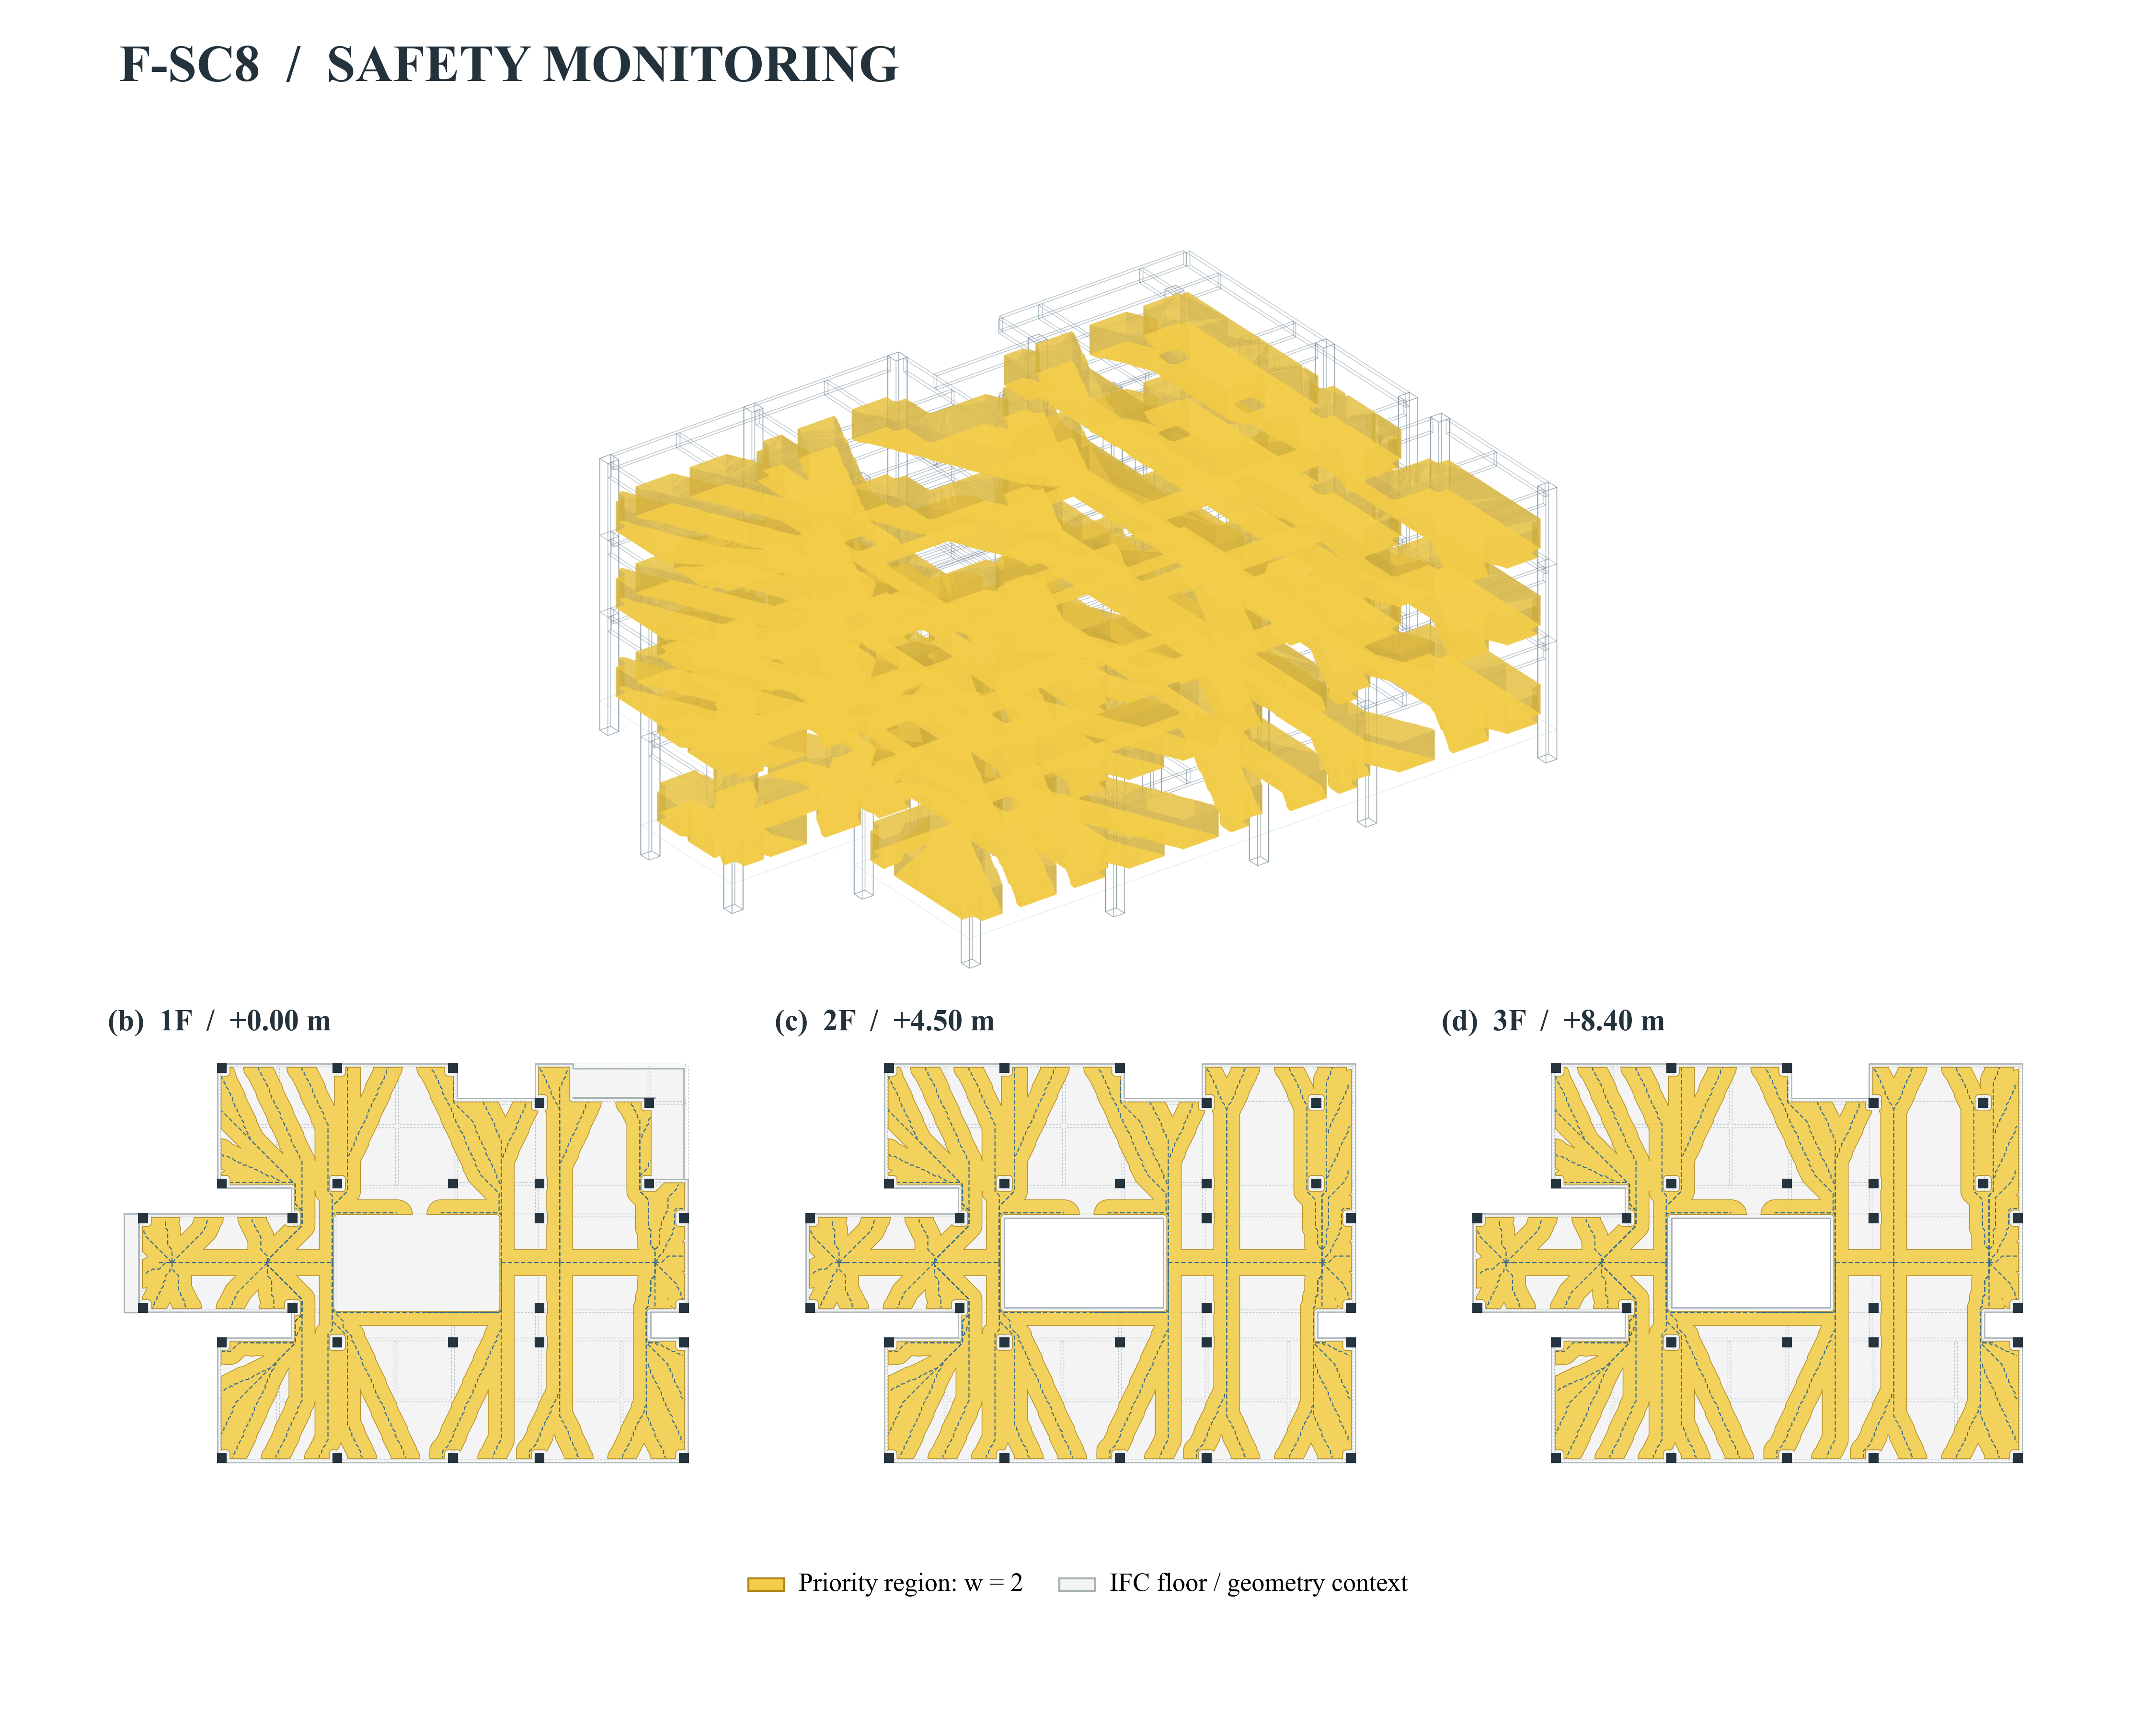 F-SC8 / SAFETY MONITORING
(b) 1F / +0.00 m
(c) 2F / +4.50 m
(d) 3F / +8.40 m
Priority region: w = 2
IFC floor / geometry context